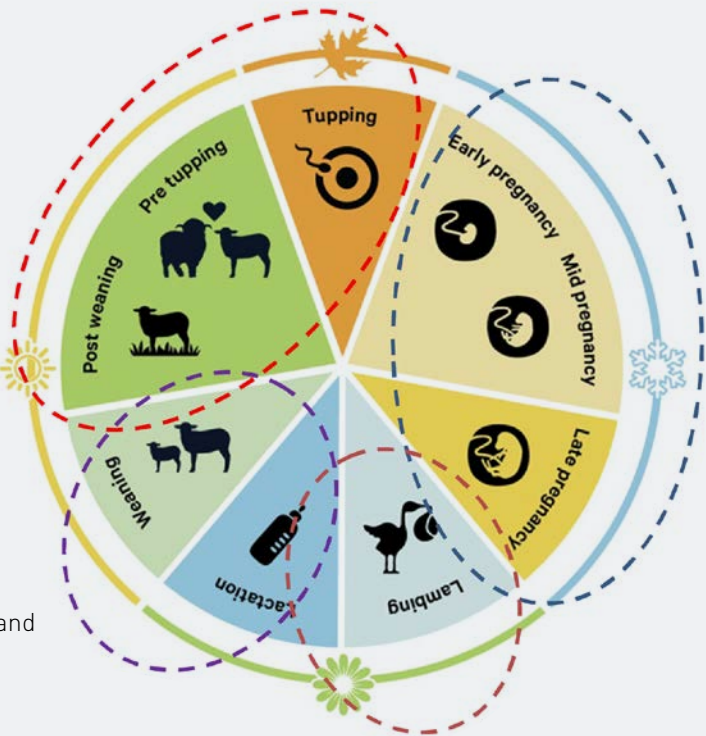 Tupping
Early pregnancy
Mid pregnancy
Late pregnancy
Lambing
Lactation
Weaning
Post weaning
Pre tupping
and